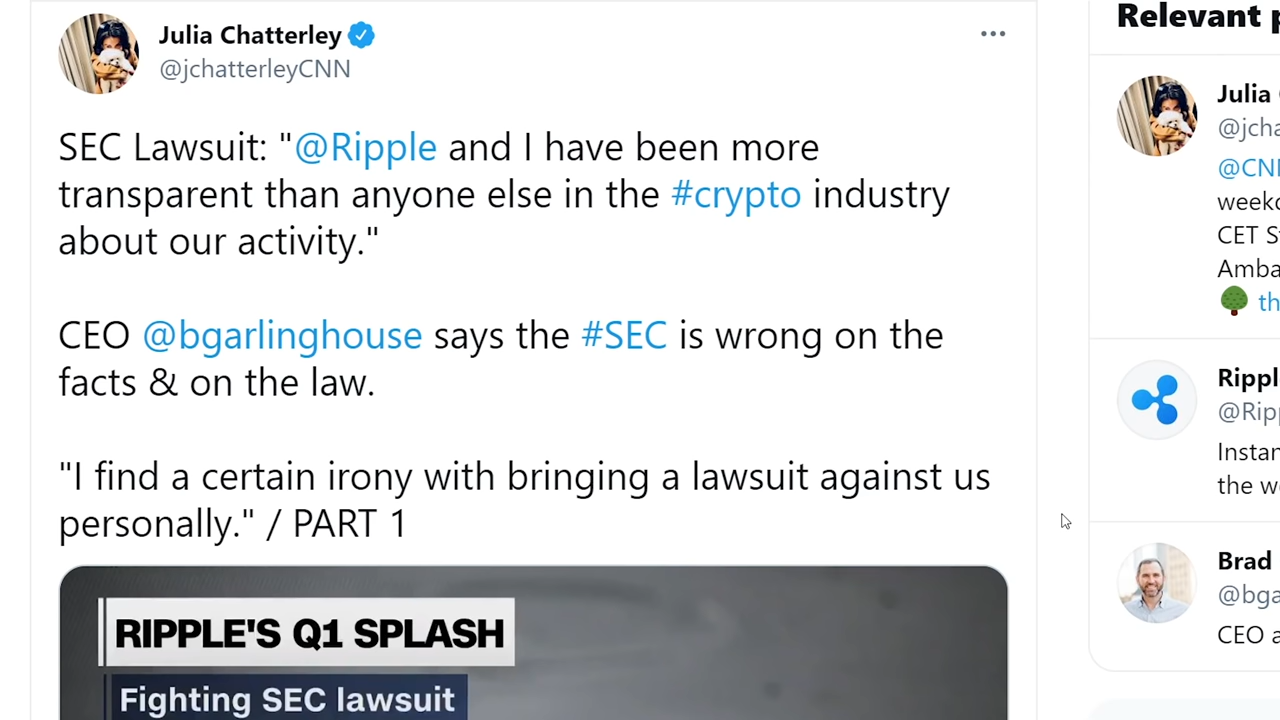 Julia Chatterley
@jchatterleyCNN
SEC Lawsuit: "@Ripple and I have been more
transparent than anyone else in the #crypto industry
about our activity."
CEO @bgarlinghouse says the #SEC is wrong on the
facts & on the law.
"I find a certain irony with bringing a lawsuit against us
personally." / PART 1
RIPPLE'S Q1 SPLASH
Fighting SEC lawsuit
Relevant
Julia
@jcha
@CN
week
CET S
Amba
th
Rippl
@Rip
Instan
the w
Brad
@bga
CEO a